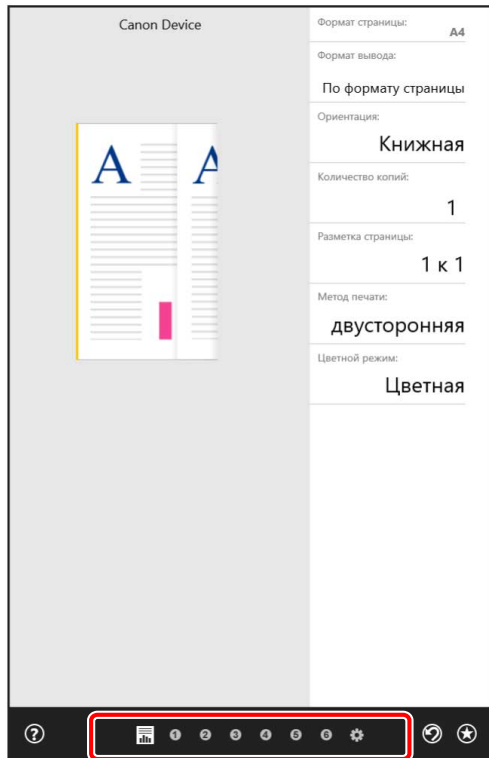 Canon Device
Формат страницы:
A4
Формат вывода:
По формату страницы
Ориентация:
Книжная
Количество копий:
1
Разметка страницы:
1 к 1
Метод печати:
двусторонняя
Цветной режим:
Цветная
A A
? 1 2 3 4 5 6